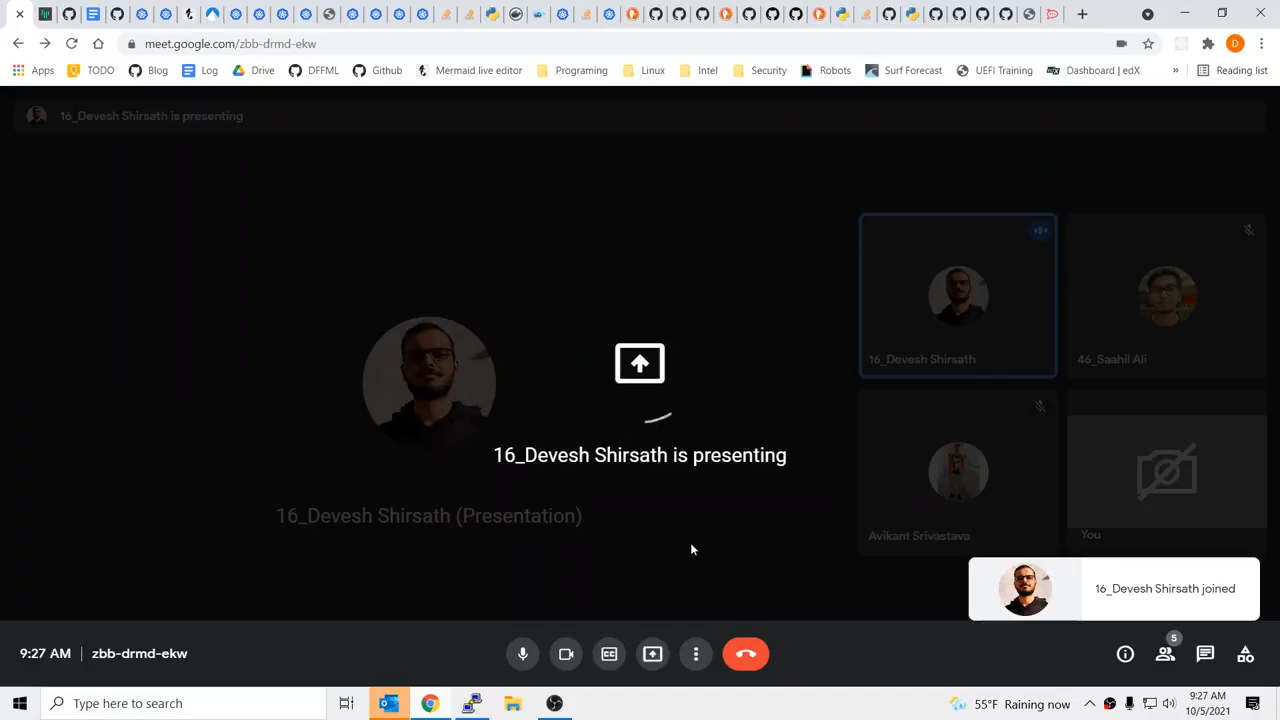 meet.google.com/zbb-drmd-ekw
D
Apps TODO Blog Log Drive DFFML Github Mermaid live editor Programing Linux Intel Security Robots Surf Forecast UEFI Training Dashboard | edX » Reading list
16_Devesh Shirsath is presenting
16_Devesh Shirsath
46_Saahil Ali
16_Devesh Shirsath is presenting
16_Devesh Shirsath (Presentation)
Avikant Srivastava
You
16_Devesh Shirsath joined
9:27 AM | zbb-drmd-ekw
CC
5
Type here to search
55°F Raining now
9:27 AM
10/5/2021